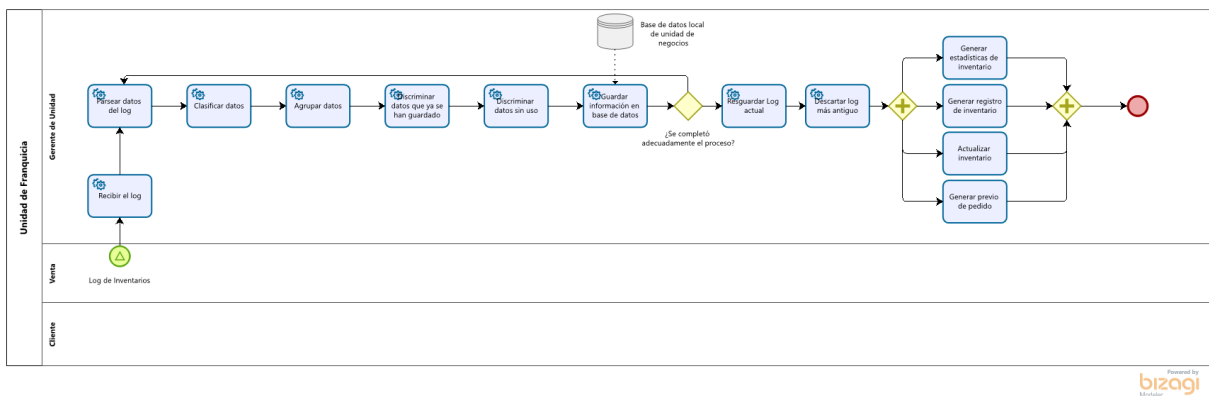 Unidad de Franquicia
Gerente de Unidad
Base de datos local
de unidad de
negocios
Parsear datos
del log
Clasificar datos
Agrupar datos
Discriminar
datos que ya se
han guardado
Discriminar
datos sin uso
Guardar
información en
base de datos
¿Se completó
adecuadamente el proceso?
Resguardar Log
actual
Descartar log
más antiguo
Generar
estadísticas de
inventario
Generar registro
de inventario
Actualizar
inventario
Generar previo
de pedido
Recibir el log
Venta
Log de Inventarios
Cliente
Powered by
bizagi
Modeler